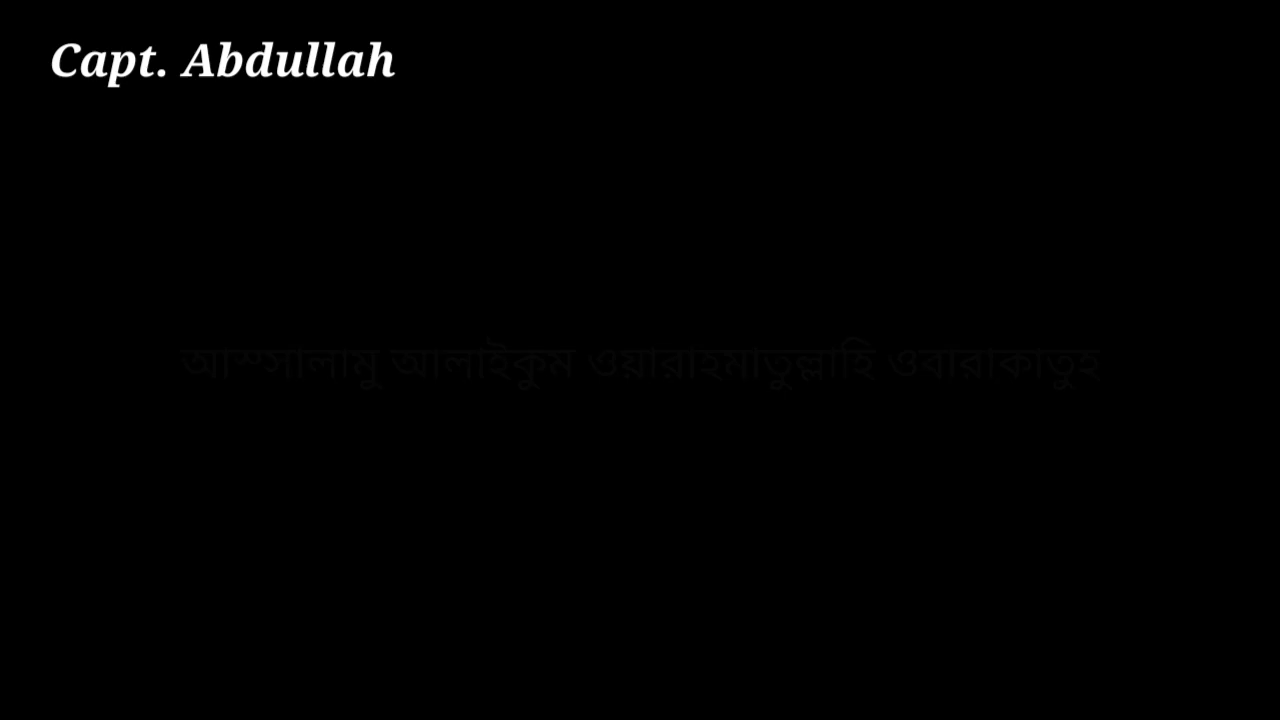 Capt. Abdullah
আস্সালামু আলাইকুম ওয়ারাহমাতুল্লাহি ওবারাকাতুহ